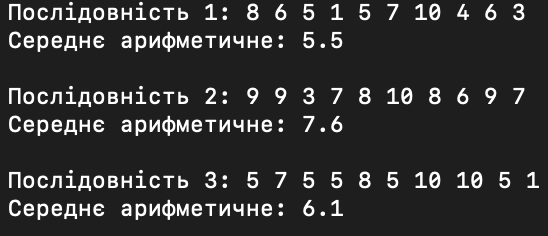 Послідовність 1: 8 6 5 1 5 7 10 4 6 3
Середнє арифметичне: 5.5
Послідовність 2: 9 9 3 7 8 10 8 6 9 7
Середнє арифметичне: 7.6
Послідовність 3: 5 7 5 5 8 5 10 10 5 1
Середнє арифметичне: 6.1